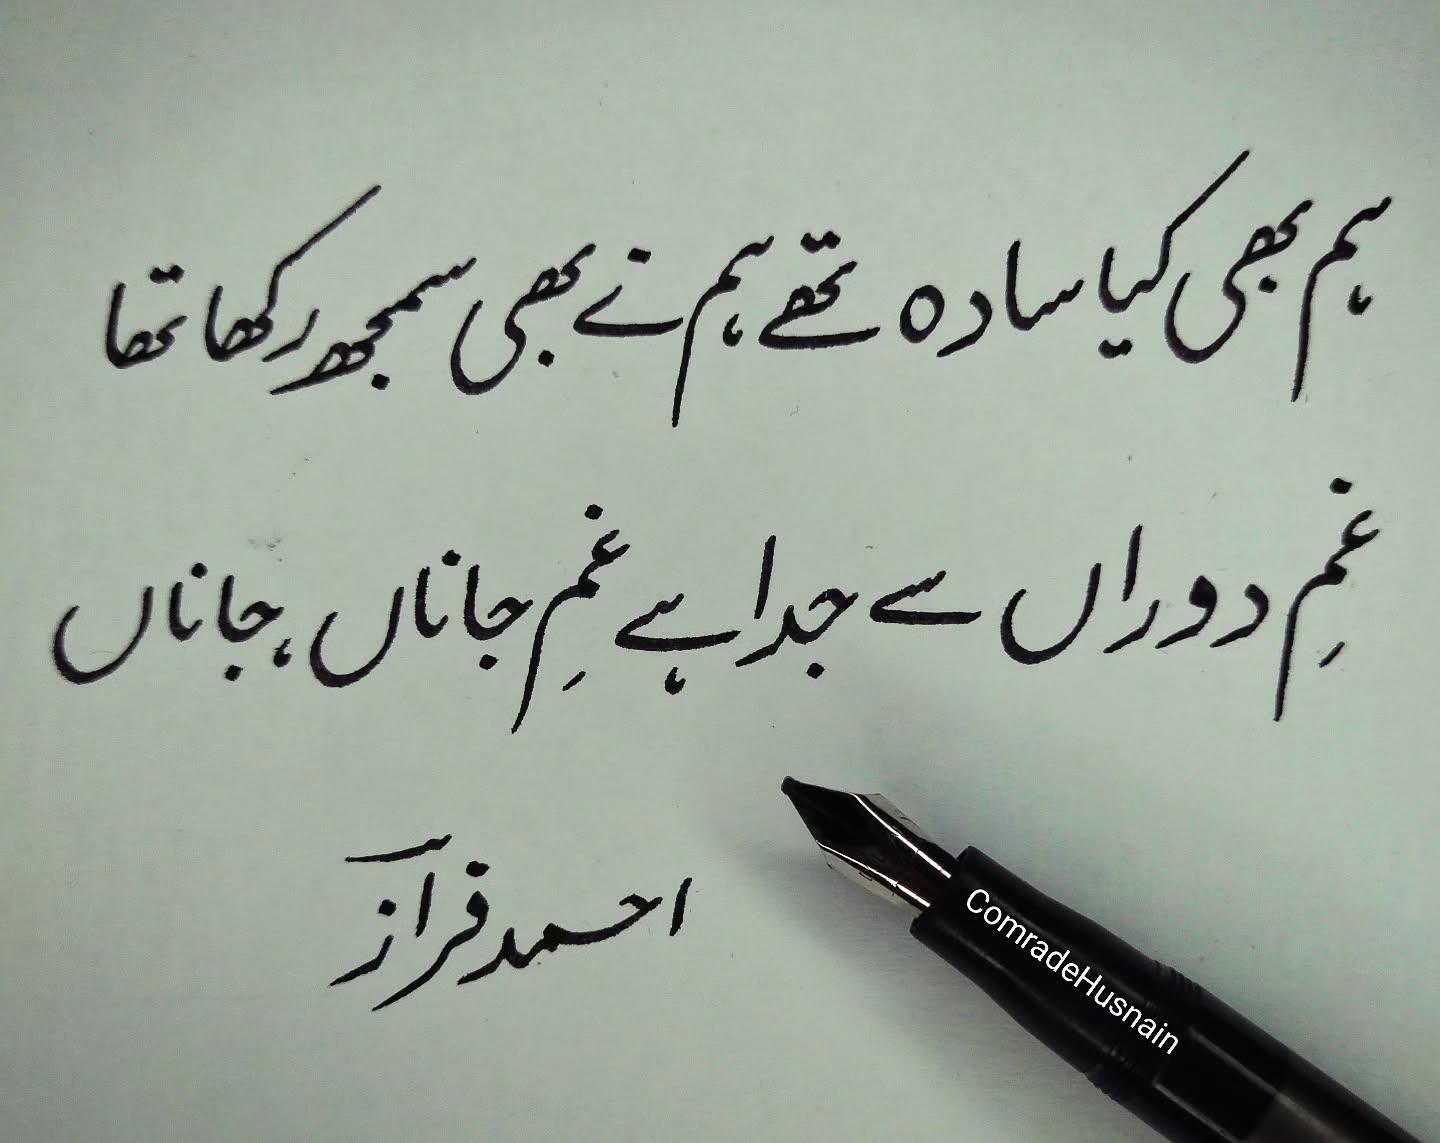 ہم بھی کیا سادہ تھے ہم نے بھی سمجھ رکھا تھا
غمِ دوراں سے جدا ہے غمِ جاناں، جاناں
احمد فراز
ComradeHusnain